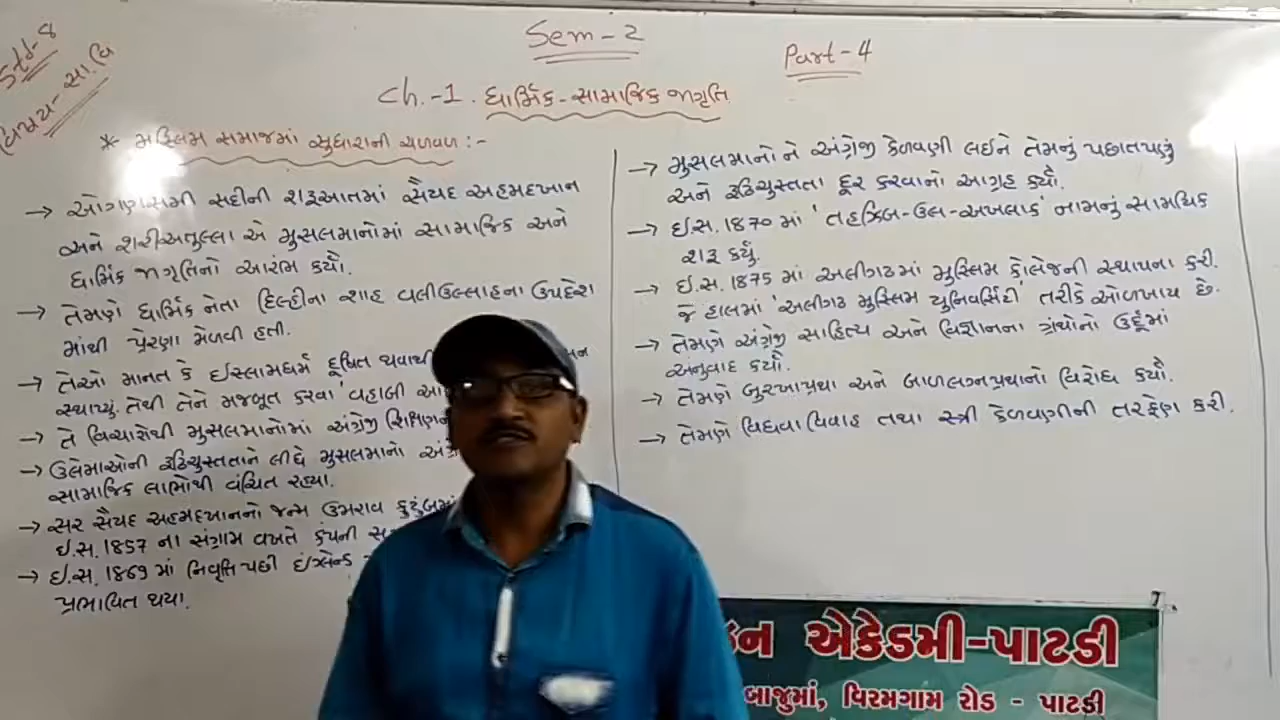 Std-8
વિષય - સા.વિ
Sem-2
Part-4
Ch.-1. ધાર્મિક-સામાજિક જાગૃતિ
* મુસ્લિમ સમાજમાં સુધારાની ચળવળ :-
→ ઓગણીસમી સદીની શરૂઆતમાં સૈયદ અહમદખાન
અને શરીઅતુલ્લા એ મુસલમાનોમાં સામાજિક અને
ધાર્મિક જાગૃતિનો આરંભ કર્યો.
→ તેમણે ધાર્મિક નેતા દિલ્હીના શાહ વલીઉલ્લાહના ઉપદેશ
માંથી પ્રેરણા મેળવી હતી.
→ તેઓ માનતા કે ઈસ્લામધર્મ દૂષિત થવાથી
સ્થાપ્યું. તેથી તેને મજબૂત કરવા 'વહાબી
→ તે વિચારોથી મુસલમાનોમાં અંગ્રેજી શિક્ષણ
→ ઉલેમાઓની રૂઢિચુસ્તતાને લીધે મુસલમાનો
સામાજિક લાભોથી વંચિત રહ્યા.
→ સર સૈયદ અહમદખાનનો જન્મ ઉમરાવ કુટુંબમાં
ઈ.સ. 1857 ના સંગ્રામ વખતે કંપની
→ ઈ.સ. 1869 માં નિવૃત્તિ પછી ઈંગ્લેન્ડ
પ્રભાવિત થયા.
→ મુસલમાનોને અંગ્રેજી કેળવણી લઈને તેમનું પછાતપણું
અને રૂઢિચુસ્તતા દૂર કરવાનો આગ્રહ કર્યો.
→ ઈ.સ. 1870 માં 'તહઝિબ-ઉલ-અખલાક' નામનું સામયિક
શરૂ કર્યું.
→ ઈ.સ. 1875 માં અલીગઢમાં મુસ્લિમ કોલેજની સ્થાપના કરી.
જે હાલમાં 'અલીગઢ મુસ્લિમ યુનિવર્સિટી' તરીકે ઓળખાય છે.
→ તેમણે અંગ્રેજી સાહિત્ય અને વિજ્ઞાનના ગ્રંથોનો ઉર્દૂમાં
અનુવાદ કર્યો.
→ તેમણે બુરખાપ્રથા અને બાળલગ્નપ્રથાનો વિરોધ કર્યો.
→ તેમણે વિધવાવિવાહ તથા સ્ત્રી કેળવણીની તરફેણ કરી.
એકેડમી-પાટડી
બાજુમાં, વિરમગામ રોડ - પાટડી